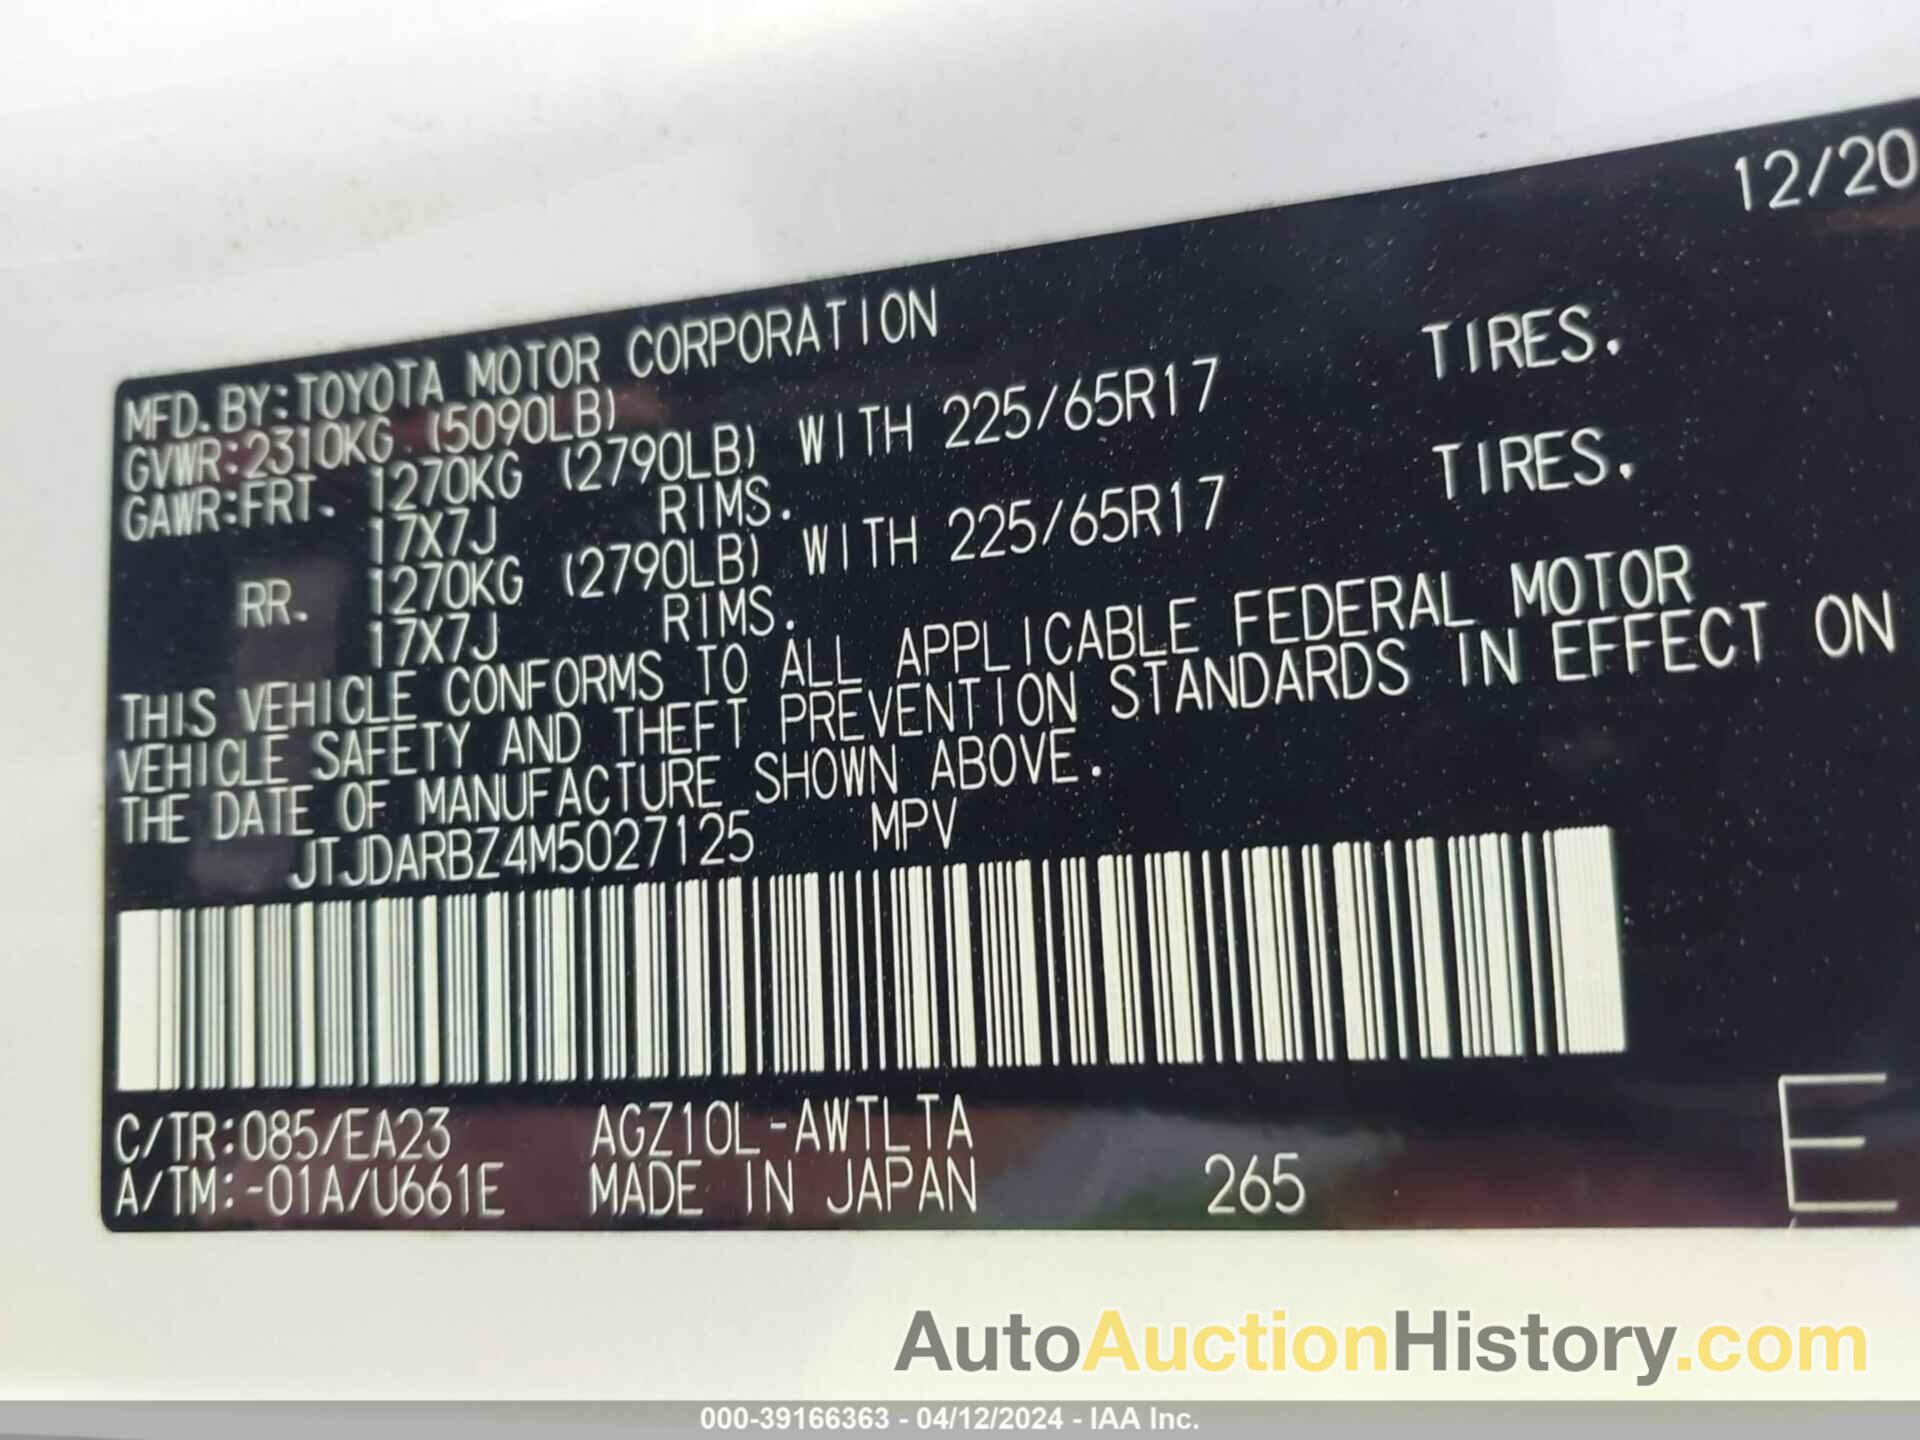 12/20
MFD.BY:TOYOTA MOTOR CORPORATION
GVWR:2310KG (5090LB)
GAWR:FRT. 1270KG (2790LB) WITH 225/65R17 TIRES.
17X7J RIMS.
RR. 1270KG (2790LB) WITH 225/65R17 TIRES.
17X7J RIMS.
THIS VEHICLE CONFORMS TO ALL APPLICABLE FEDERAL MOTOR
VEHICLE SAFETY AND THEFT PREVENTION STANDARDS IN EFFECT ON
THE DATE OF MANUFACTURE SHOWN ABOVE.
JTJDARBZ4M5027125 MPV
C/TR:085/EA23 AGZ10L-AWTLTA
A/TM:-01A/U661E MADE IN JAPAN 265 E
AutoAuctionHistory.com
000-39166363 - 04/12/2024 - IAA Inc.